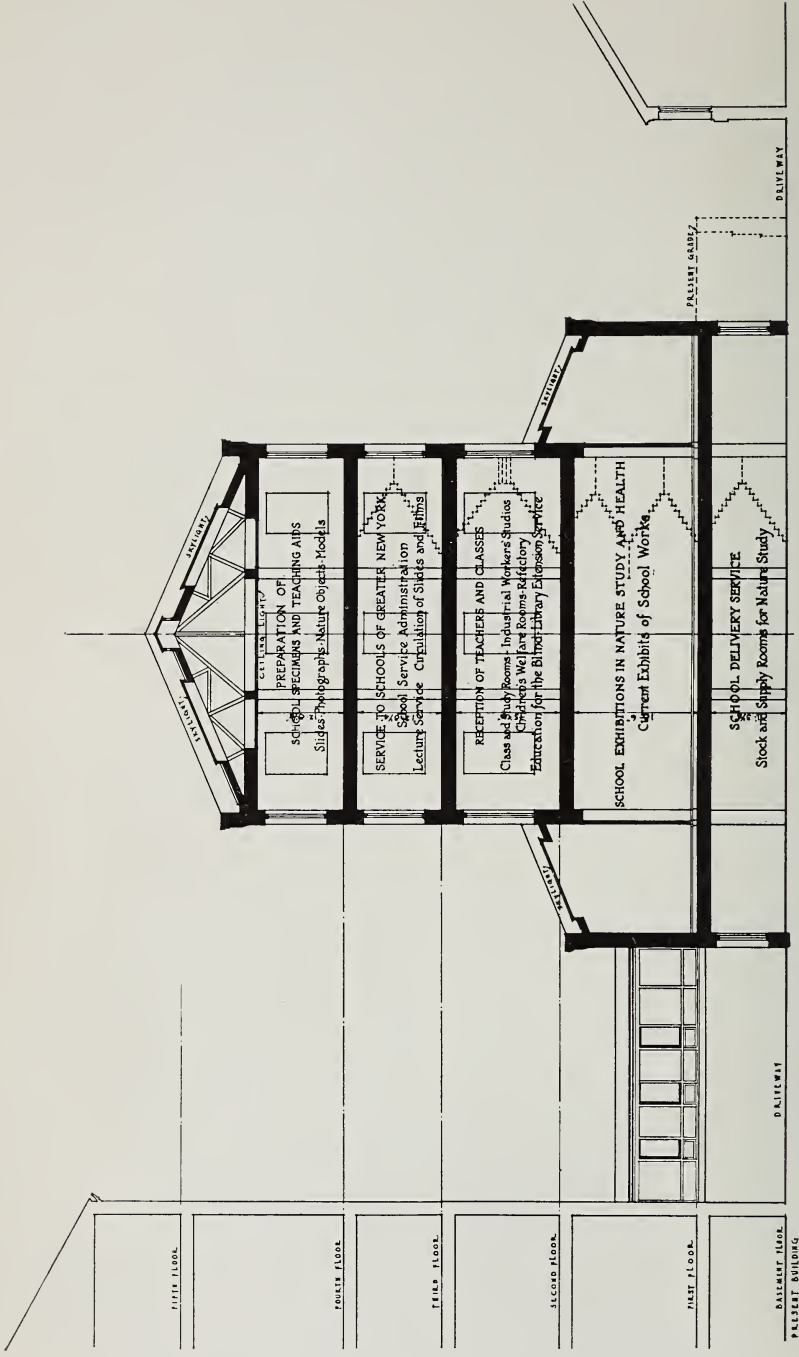 SKYLIGHT
SKYLIGHT
CEILING LIGHT
PREPARATION OF
SCHOOL SPECIMENS AND TEACHING AIDS
Slides·Photographs·Nature Objects·Models
SERVICE TO SCHOOLS OF GREATER NEW YORK
School Service Administration
Lecture Service Circulation of Slides and Films
RECEPTION OF TEACHERS AND CLASSES
Class and Study Rooms - Industrial Workers' Studios
Children's Welfare Rooms - Refectory
Education for the Blind - Library Extension Service
SKYLIGHT
SKYLIGHT
SCHOOL EXHIBITIONS IN NATURE STUDY AND HEALTH
Current Exhibits of School Works
SCHOOL DELIVERY SERVICE
Stock and Supply Rooms for Nature Study
PRESENT GRADE
DRIVEWAY
DRIVEWAY
FIFTH FLOOR
FOURTH FLOOR
THIRD FLOOR
SECOND FLOOR
FIRST FLOOR
BASEMENT FLOOR
PRESENT BUILDING